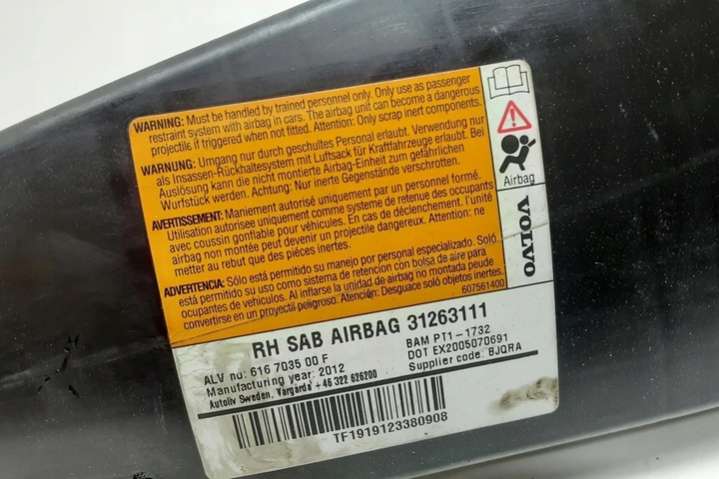 WARNING: Must be handled by trained personnel only. Only use as passenger
restraint system with airbag in cars. The airbag unit can become a dangerous
projectile if triggered when not fitted. Attention: Only scrap inert components.
WARNUNG: Umgang nur durch geschultes Personal erlaubt. Verwendung nur
als Insassen-Rückhaltesystem mit Luftsack für Kraftfahrzeuge erlaubt. Bei
Auslösung kann die nicht montierte Airbag-Einheit zum gefährlichen
Wurfstück werden. Achtung: Nur inerte Gegenstände verschrotten.
AVERTISSEMENT: Maniement autorisé uniquement par un personnel formé.
Utilisation autorisee uniquement comme systeme de retenue des occupants
avec coussin gonflable pour véhicules. En cas de déclenchement, l'unité
airbag non montée peut devenir un projectile dangereux. Attention: ne
metter au rebut que des pièces inertes.
ADVERTENCIA: Sólo está permitido su manejo por personal especializado. Soló
está permitido su uso como sistema de retención con bolsa de aire para
ocupantes de vehiculos. Al inflarse la unidad de airbag no montada peude
convertirse en un proyectil peligroso. Atención: Desguace soló objetos inertes.
607561400
Airbag
VOLVO
RH SAB AIRBAG 31263111
ALV no: 616 7035 00 F
Manufacturing year: 2012
Autoliv Sweden, Vargarda +46 322 626200
BAM PT1-1732
DOT EX2005070691
Supplier code: BJQRA
TF1919123380908